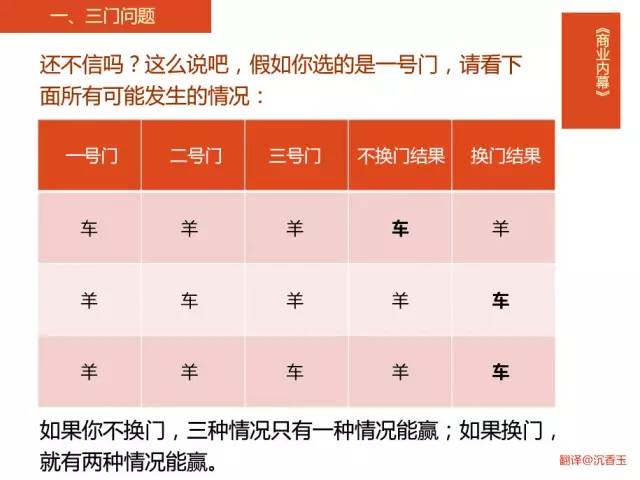 一、三门问题
《商业内幕》
还不信吗？这么说吧，假如你选的是一号门，请看下
面所有可能发生的情况：
一号门 二号门 三号门 不换门结果 换门结果
车 羊 羊 车 羊
羊 车 羊 羊 车
羊 羊 车 羊 车
如果你不换门，三种情况只有一种情况能赢；如果换门，
就有两种情况能赢。
翻译@沉香玉